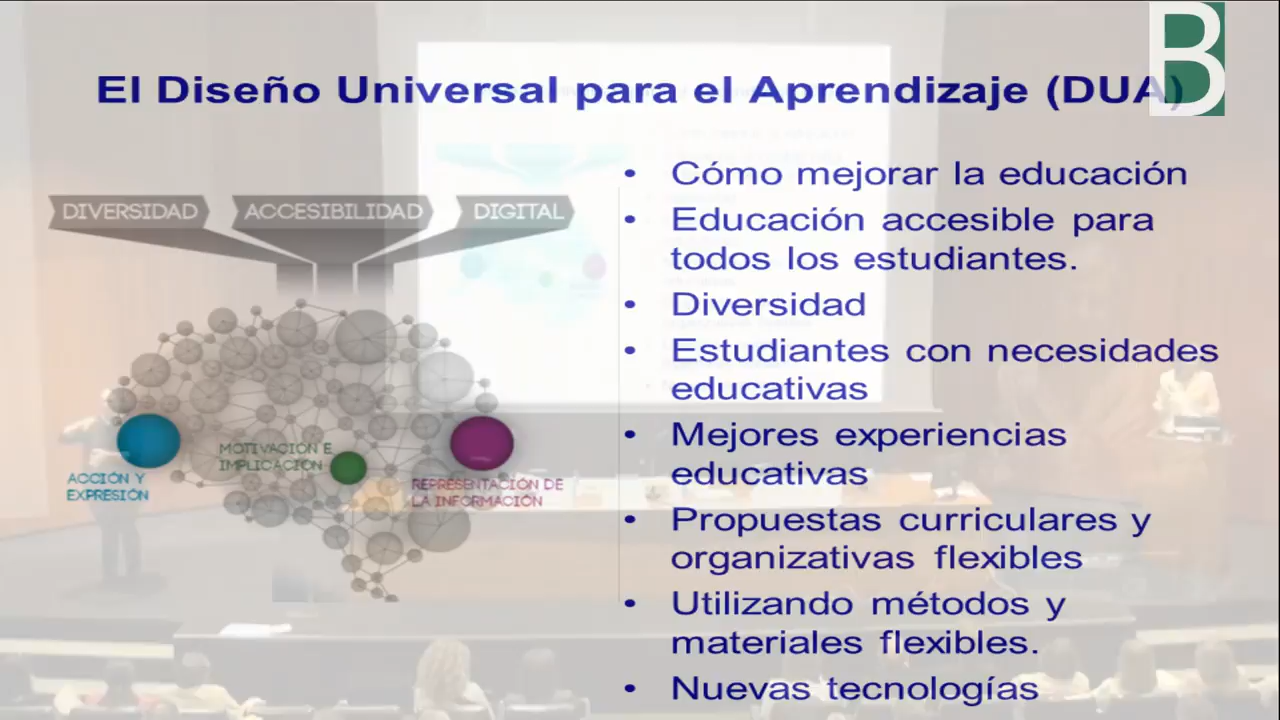 El Diseño Universal para el Aprendizaje (DUA)
B
DIVERSIDAD
ACCESIBILIDAD
DIGITAL
MOTIVACIÓN E
IMPLICACIÓN
ACCIÓN Y
EXPRESIÓN
REPRESENTACIÓN DE
LA INFORMACIÓN
• Cómo mejorar la educación
• Educación accesible para
todos los estudiantes.
• Diversidad
• Estudiantes con necesidades
educativas
• Mejores experiencias
educativas
• Propuestas curriculares y
organizativas flexibles
• Utilizando métodos y
materiales flexibles.
• Nuevas tecnologías